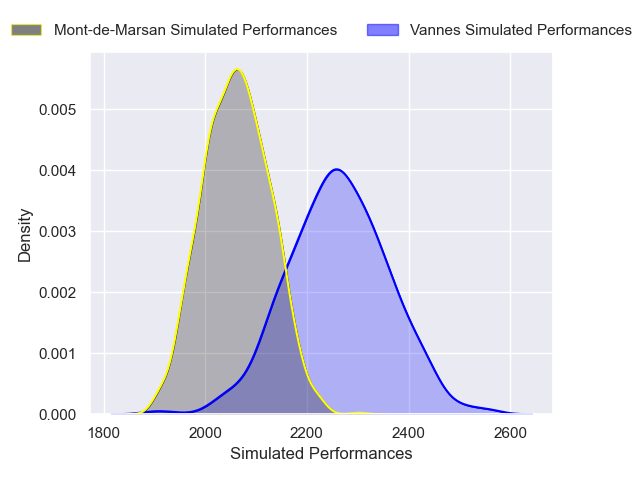 Mont-de-Marsan Simulated Performances Vannes Simulated Performances
0.005
0.004
0.003
0.002
0.001
0.000
Density
1800 2000 2200 2400 2600
Simulated Performances